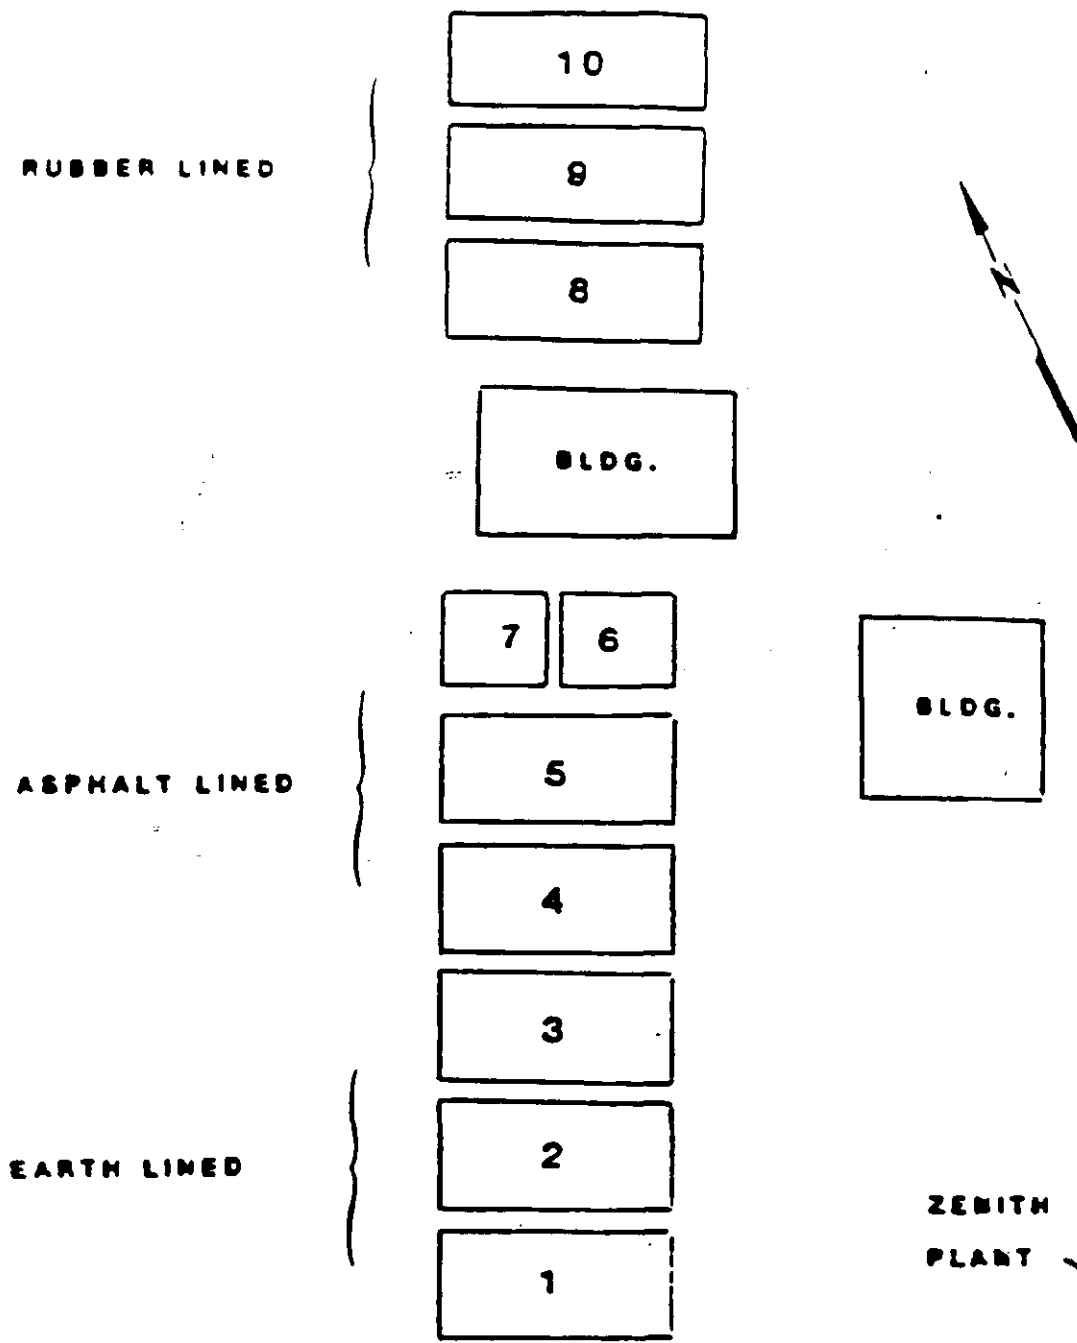 10
RUBBER LINED
9
8
N
BLDG.
7 6
BLDG.
ASPHALT LINED
5
4
3
EARTH LINED
2
1
ZENITH
PLANT